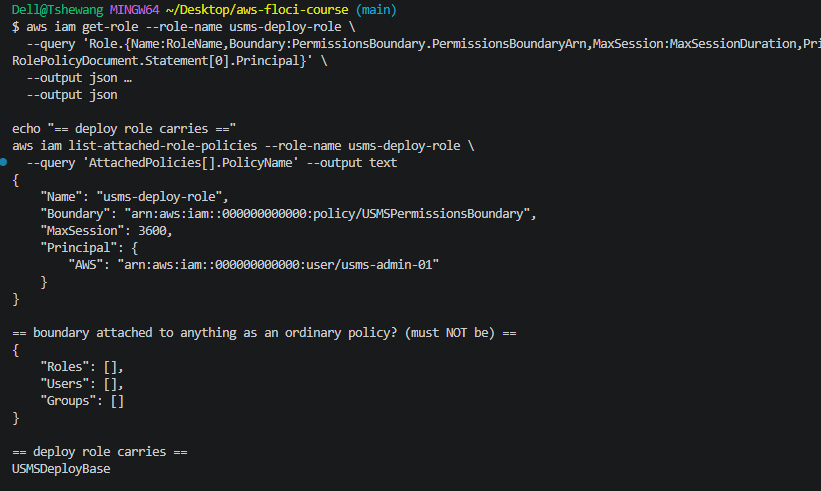 Dell@Tshewang MINGW64 ~/Desktop/aws-floci-course (main)
$ aws iam get-role --role-name usms-deploy-role \
  --query 'Role.{Name:RoleName,Boundary:PermissionsBoundary.PermissionsBoundaryArn,MaxSession:MaxSessionDuration,Pri
RolePolicyDocument.Statement[0].Principal}' \
  --output json …
  --output json

echo "== deploy role carries =="
aws iam list-attached-role-policies --role-name usms-deploy-role \
  --query 'AttachedPolicies[].PolicyName' --output text
{
    "Name": "usms-deploy-role",
    "Boundary": "arn:aws:iam::000000000000:policy/USMSPermissionsBoundary",
    "MaxSession": 3600,
    "Principal": {
        "AWS": "arn:aws:iam::000000000000:user/usms-admin-01"
    }
}

== boundary attached to anything as an ordinary policy? (must NOT be) ==
{
    "Roles": [],
    "Users": [],
    "Groups": []
}

== deploy role carries ==
USMSDeployBase